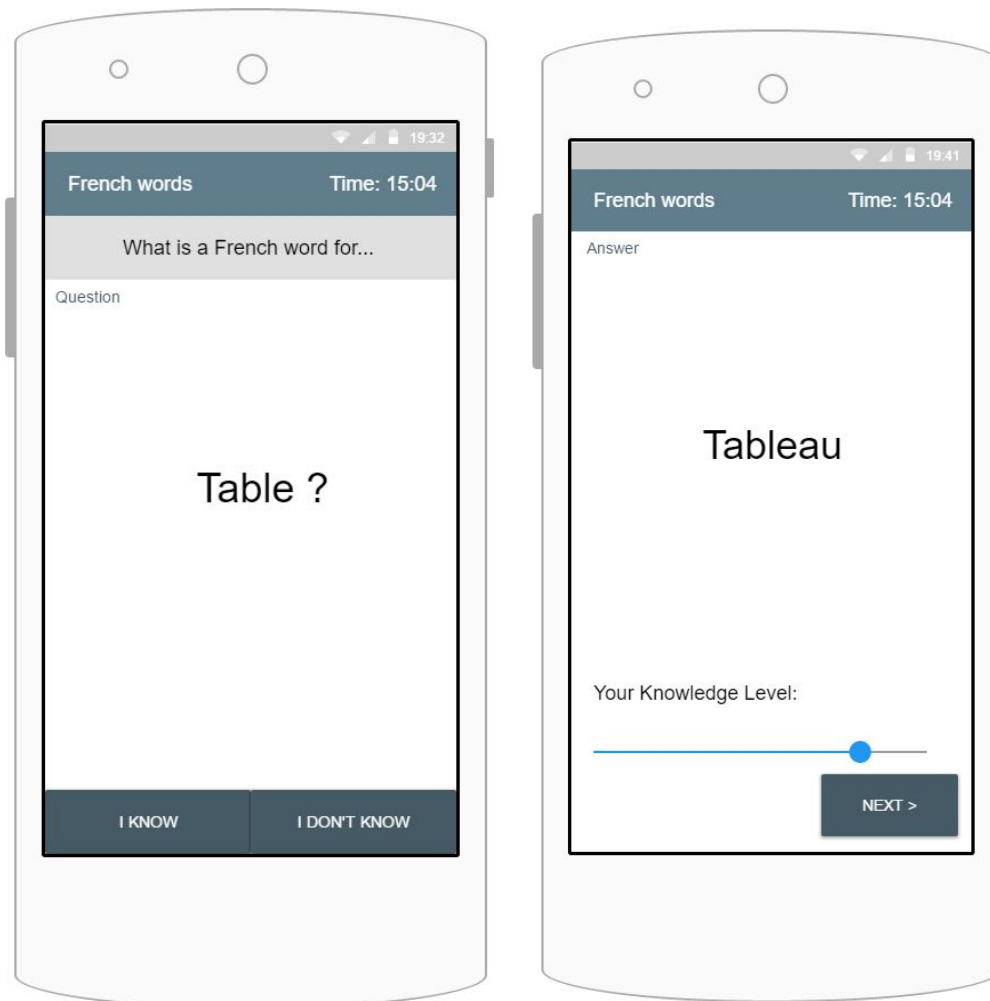 19:32
French words Time: 15:04
What is a French word for...
Question
Table ?
I KNOW I DON'T KNOW
19:41
French words Time: 15:04
Answer
Tableau
Your Knowledge Level:
NEXT >